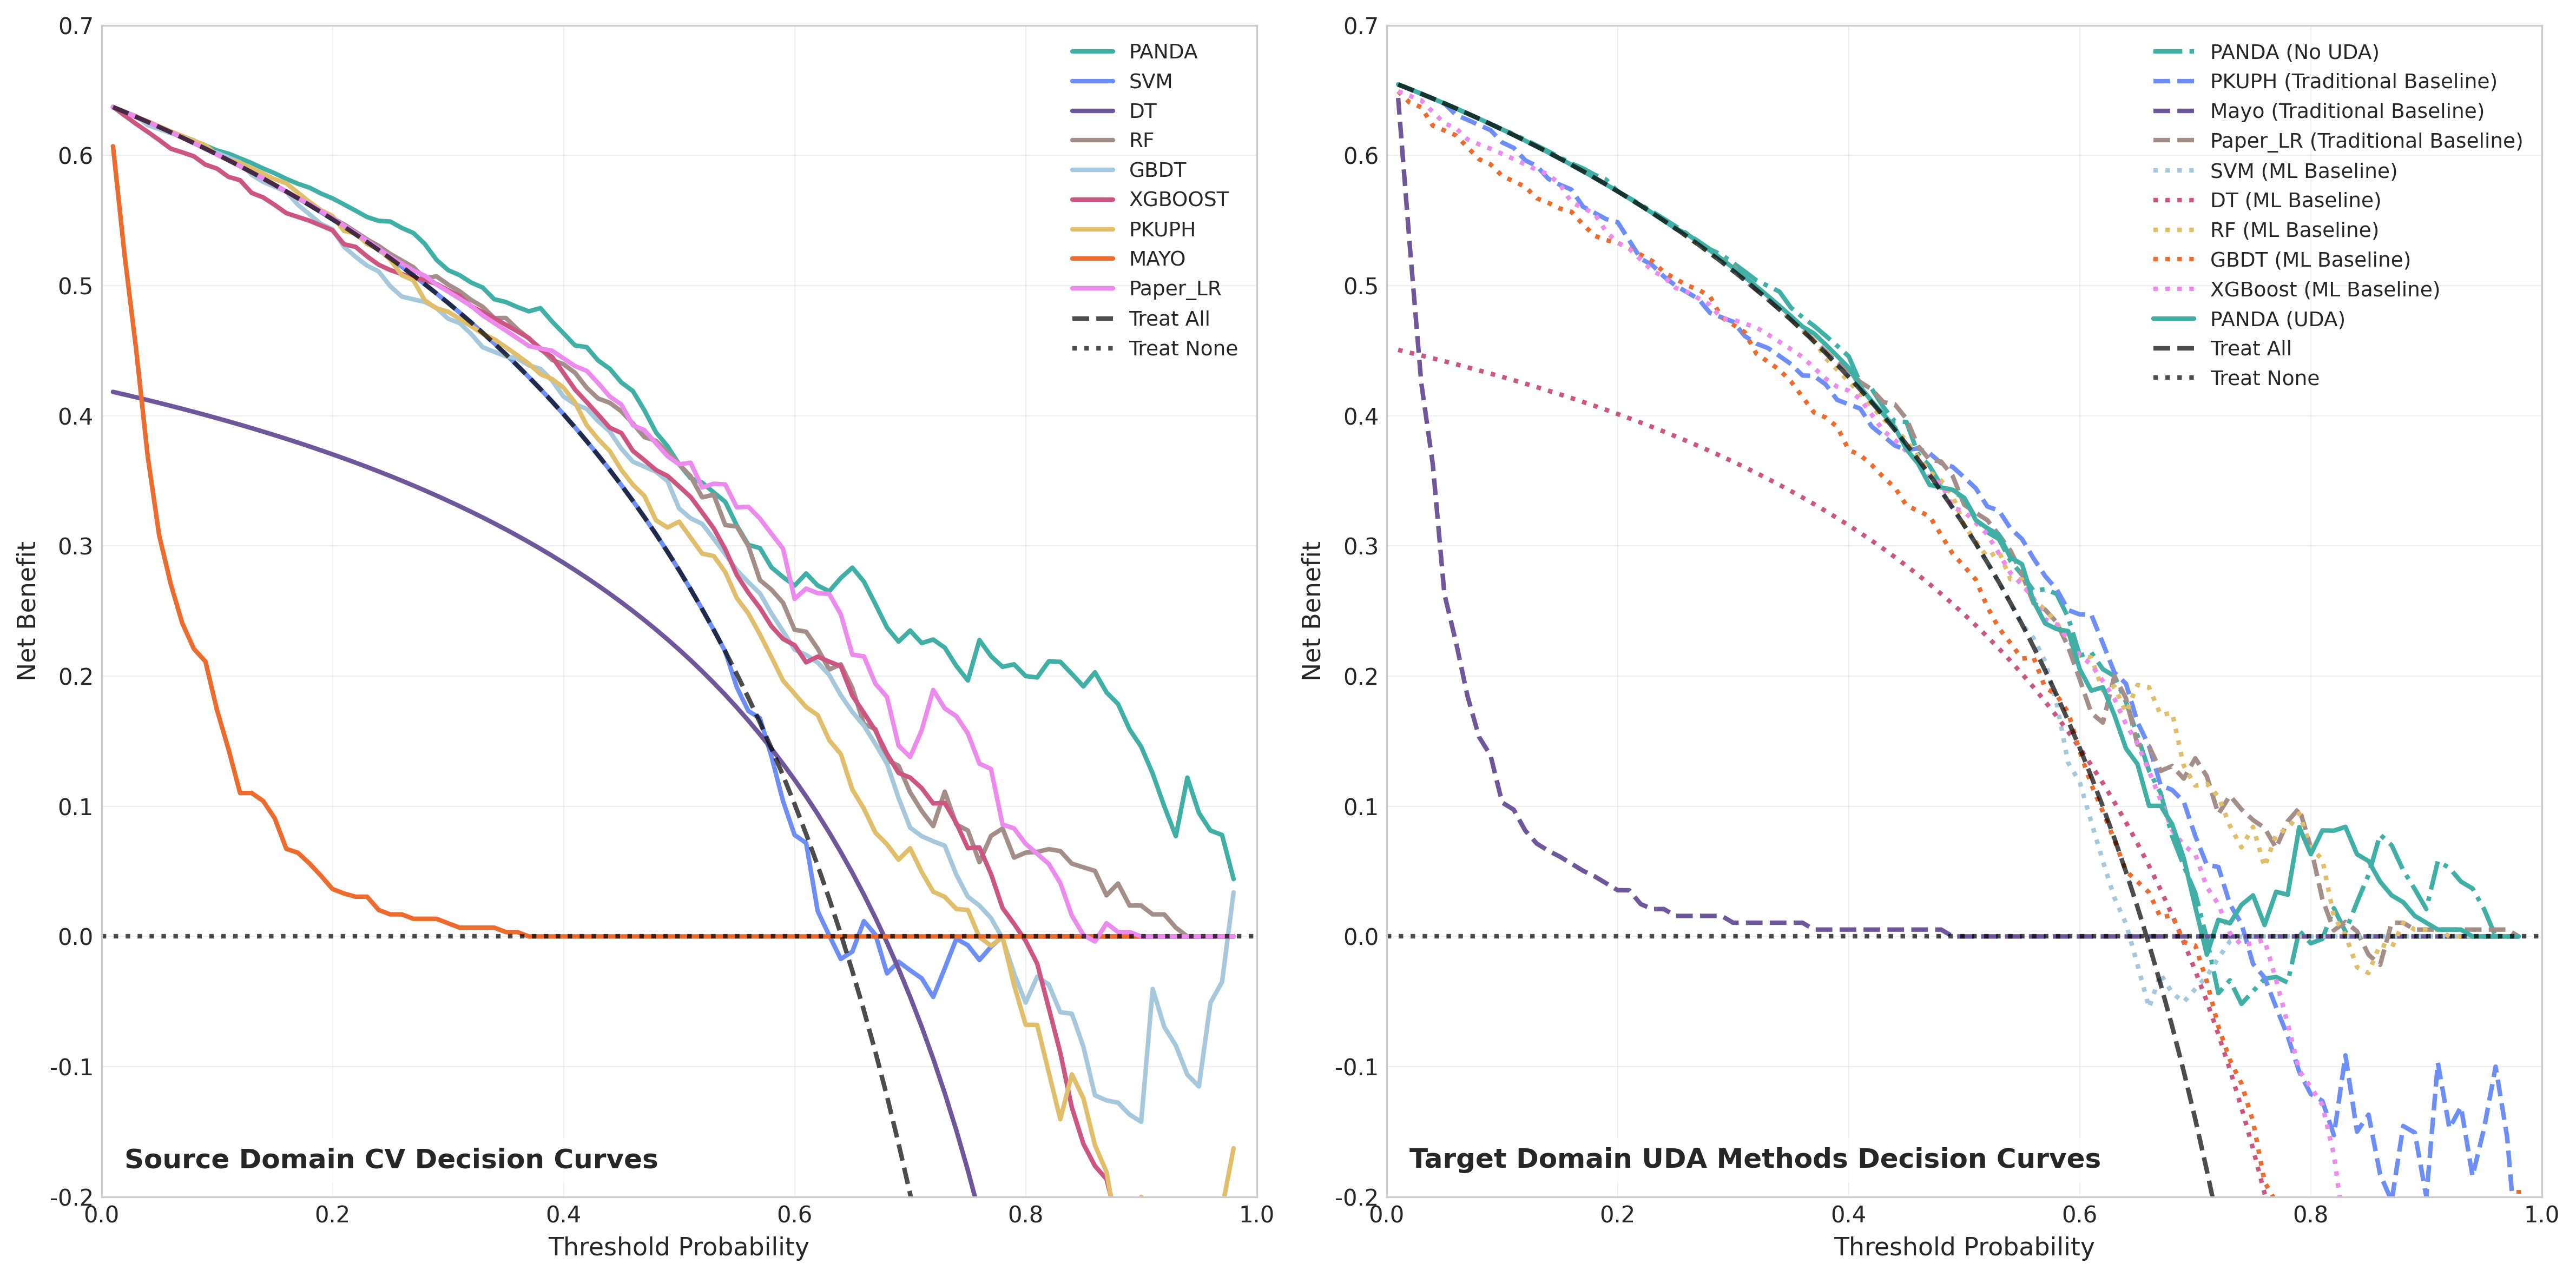 0.7
0.6
0.5
0.4
0.3
0.2
0.1
0.0
-0.1
-0.2
Net Benefit
0.0
0.2
0.4
0.6
0.8
1.0
Threshold Probability
PANDA
SVM
DT
RF
GBDT
XGBOOST
PKUPH
MAYO
Paper_LR
Treat All
Treat None
Source Domain CV Decision Curves
0.7
0.6
0.5
0.4
0.3
0.2
0.1
0.0
-0.1
-0.2
Net Benefit
0.0
0.2
0.4
0.6
0.8
1.0
Threshold Probability
PANDA (No UDA)
PKUPH (Traditional Baseline)
Mayo (Traditional Baseline)
Paper_LR (Traditional Baseline)
SVM (ML Baseline)
DT (ML Baseline)
RF (ML Baseline)
GBDT (ML Baseline)
XGBoost (ML Baseline)
PANDA (UDA)
Treat All
Treat None
Target Domain UDA Methods Decision Curves